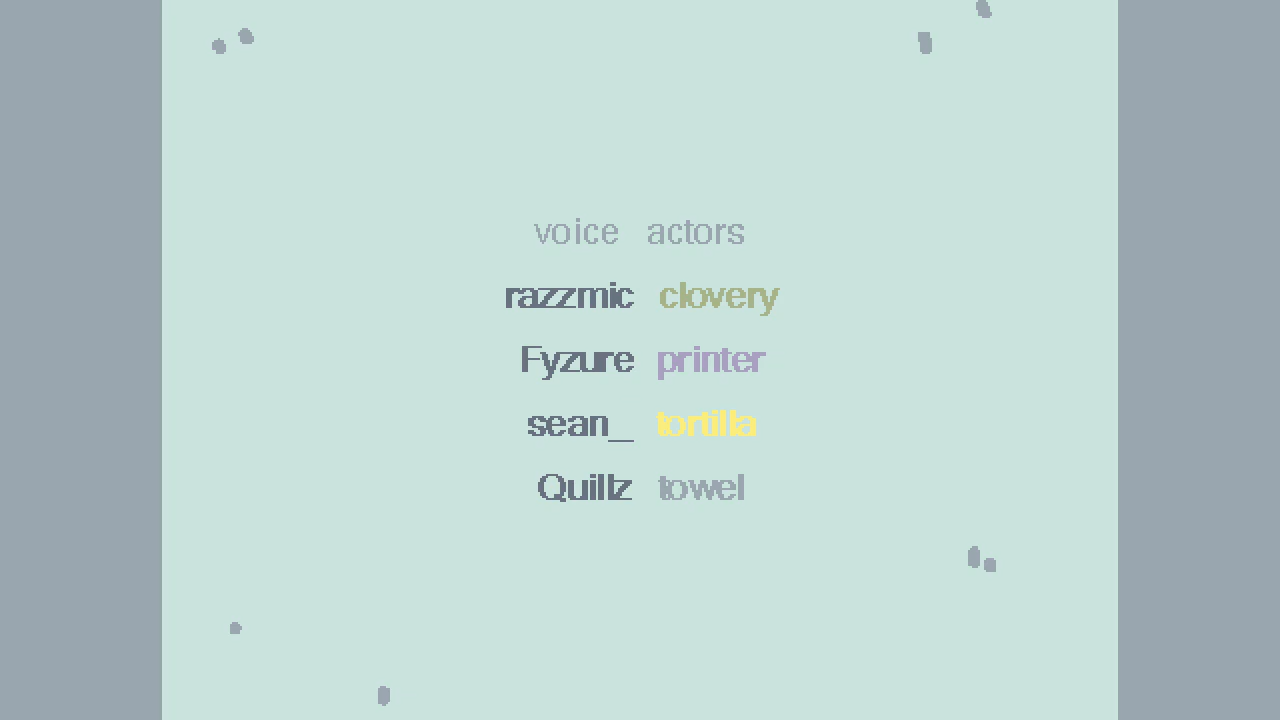 voice actors
razzmic clovery
Fyzure printer
sean_ tortilla
Quillz towel